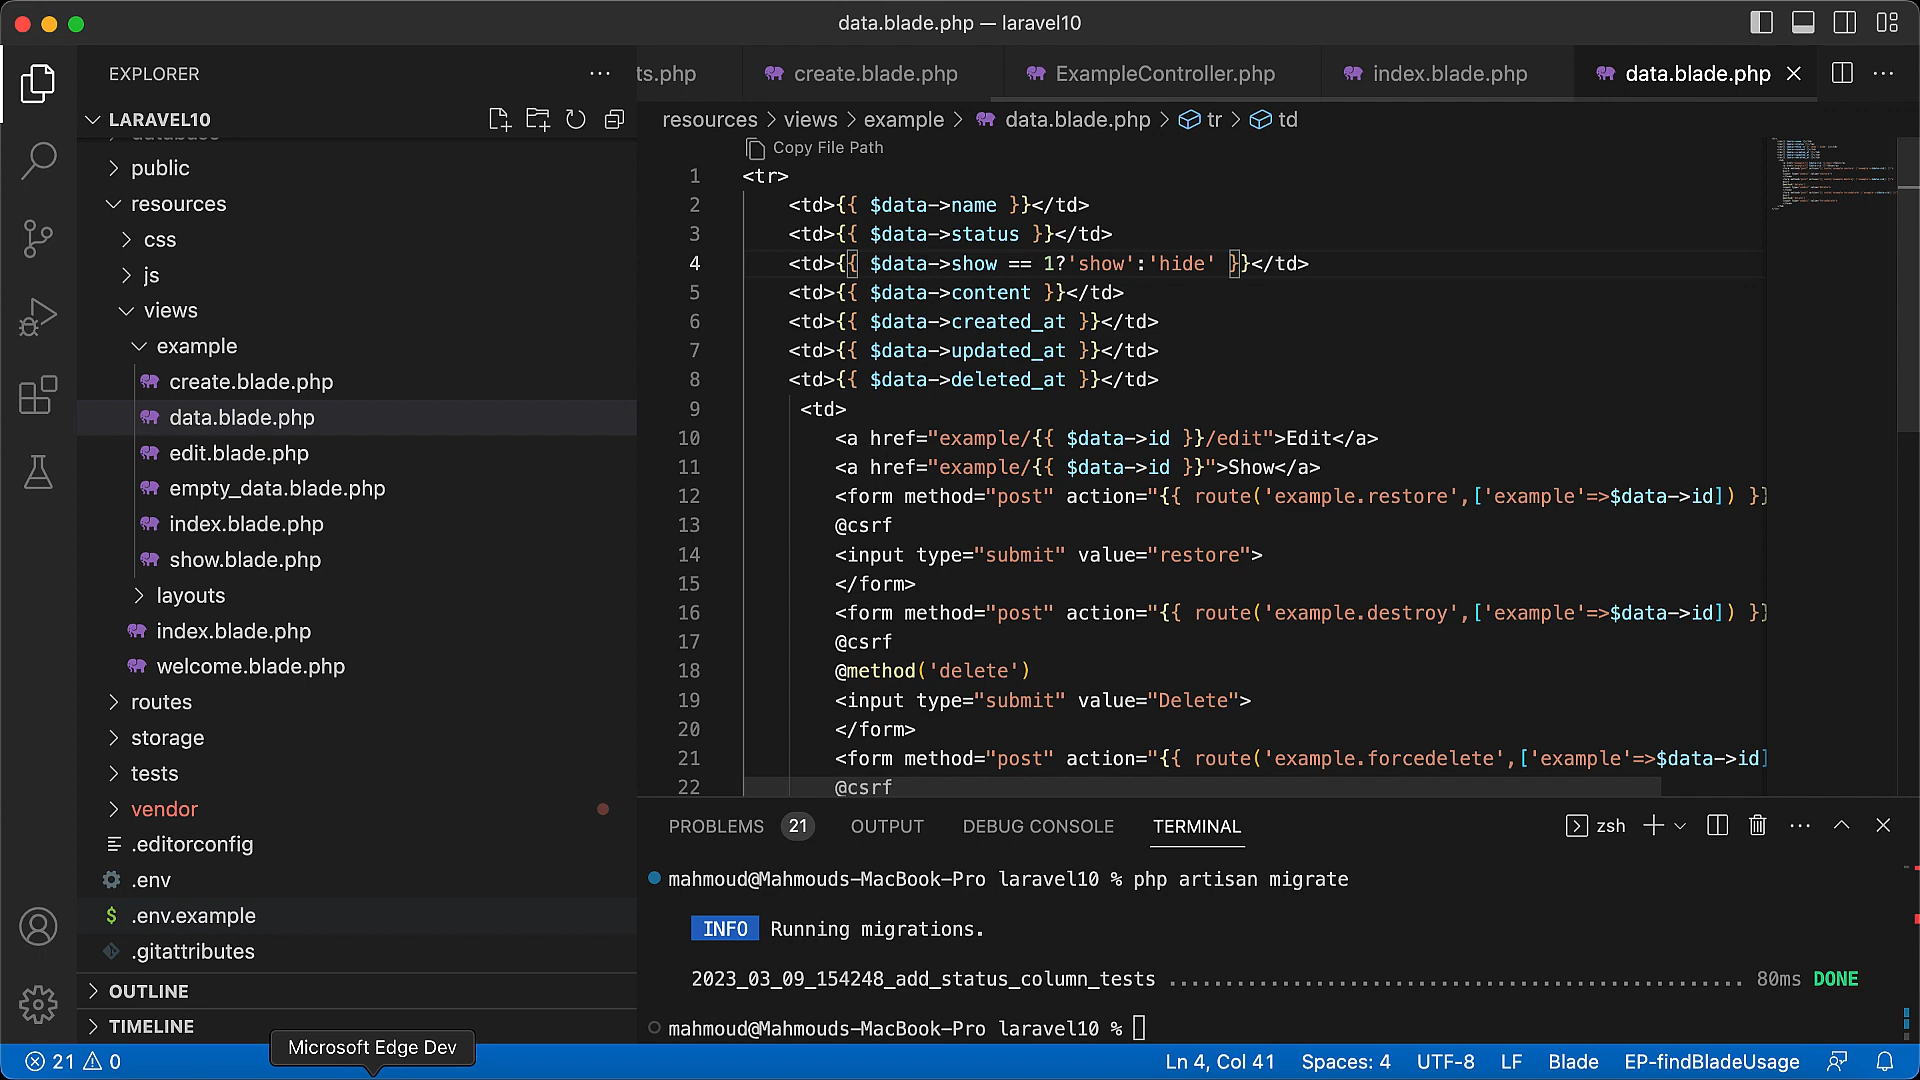 data.blade.php — laravel10
EXPLORER
LARAVEL10
database
public
resources
css
js
views
example
create.blade.php
data.blade.php
edit.blade.php
empty_data.blade.php
index.blade.php
show.blade.php
layouts
index.blade.php
welcome.blade.php
routes
storage
tests
vendor
.editorconfig
.env
.env.example
.gitattributes
OUTLINE
TIMELINE
ts.php create.blade.php ExampleController.php index.blade.php data.blade.php
resources > views > example > data.blade.php > tr > td
Copy File Path
1 <tr>
2 <td>{{ $data->name }}</td>
3 <td>{{ $data->status }}</td>
4 <td>{{ $data->show == 1?'show':'hide' }}</td>
5 <td>{{ $data->content }}</td>
6 <td>{{ $data->created_at }}</td>
7 <td>{{ $data->updated_at }}</td>
8 <td>{{ $data->deleted_at }}</td>
9 <td>
10 <a href="example/{{ $data->id }}/edit">Edit</a>
11 <a href="example/{{ $data->id }}">Show</a>
12 <form method="post" action="{{ route('example.restore',['example'=>$data->id]) }}
13 @csrf
14 <input type="submit" value="restore">
15 </form>
16 <form method="post" action="{{ route('example.destroy',['example'=>$data->id]) }}
17 @csrf
18 @method('delete')
19 <input type="submit" value="Delete">
20 </form>
21 <form method="post" action="{{ route('example.forcedelete',['example'=>$data->id]
22 @csrf
PROBLEMS 21 OUTPUT DEBUG CONSOLE TERMINAL zsh
mahmoud@Mahmouds-MacBook-Pro laravel10 % php artisan migrate
INFO Running migrations.
2023_03_09_154248_add_status_column_tests .................................................. 80ms DONE
mahmoud@Mahmouds-MacBook-Pro laravel10 %
Microsoft Edge Dev
21 0 Ln 4, Col 41 Spaces: 4 UTF-8 LF Blade EP-findBladeUsage